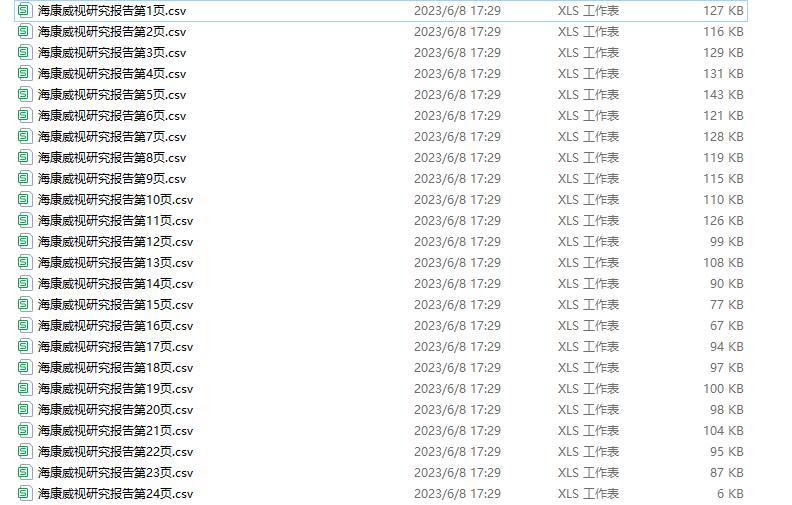 海康威视研究报告第1页.csv 2023/6/8 17:29 XLS 工作表 127 KB
海康威视研究报告第2页.csv 2023/6/8 17:29 XLS 工作表 116 KB
海康威视研究报告第3页.csv 2023/6/8 17:29 XLS 工作表 129 KB
海康威视研究报告第4页.csv 2023/6/8 17:29 XLS 工作表 131 KB
海康威视研究报告第5页.csv 2023/6/8 17:29 XLS 工作表 143 KB
海康威视研究报告第6页.csv 2023/6/8 17:29 XLS 工作表 121 KB
海康威视研究报告第7页.csv 2023/6/8 17:29 XLS 工作表 128 KB
海康威视研究报告第8页.csv 2023/6/8 17:29 XLS 工作表 119 KB
海康威视研究报告第9页.csv 2023/6/8 17:29 XLS 工作表 115 KB
海康威视研究报告第10页.csv 2023/6/8 17:29 XLS 工作表 110 KB
海康威视研究报告第11页.csv 2023/6/8 17:29 XLS 工作表 126 KB
海康威视研究报告第12页.csv 2023/6/8 17:29 XLS 工作表 99 KB
海康威视研究报告第13页.csv 2023/6/8 17:29 XLS 工作表 108 KB
海康威视研究报告第14页.csv 2023/6/8 17:29 XLS 工作表 90 KB
海康威视研究报告第15页.csv 2023/6/8 17:29 XLS 工作表 77 KB
海康威视研究报告第16页.csv 2023/6/8 17:29 XLS 工作表 67 KB
海康威视研究报告第17页.csv 2023/6/8 17:29 XLS 工作表 94 KB
海康威视研究报告第18页.csv 2023/6/8 17:29 XLS 工作表 97 KB
海康威视研究报告第19页.csv 2023/6/8 17:29 XLS 工作表 100 KB
海康威视研究报告第20页.csv 2023/6/8 17:29 XLS 工作表 98 KB
海康威视研究报告第21页.csv 2023/6/8 17:29 XLS 工作表 104 KB
海康威视研究报告第22页.csv 2023/6/8 17:29 XLS 工作表 95 KB
海康威视研究报告第23页.csv 2023/6/8 17:29 XLS 工作表 87 KB
海康威视研究报告第24页.csv 2023/6/8 17:29 XLS 工作表 6 KB